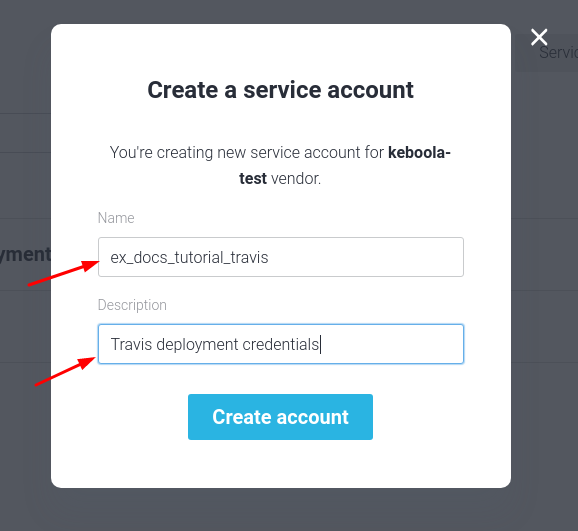 Servic
Create a service account
You're creating new service account for keboola-
test vendor.
Name
yment
ex_docs_tutorial_travis
Description
Travis deployment credentials
Create account